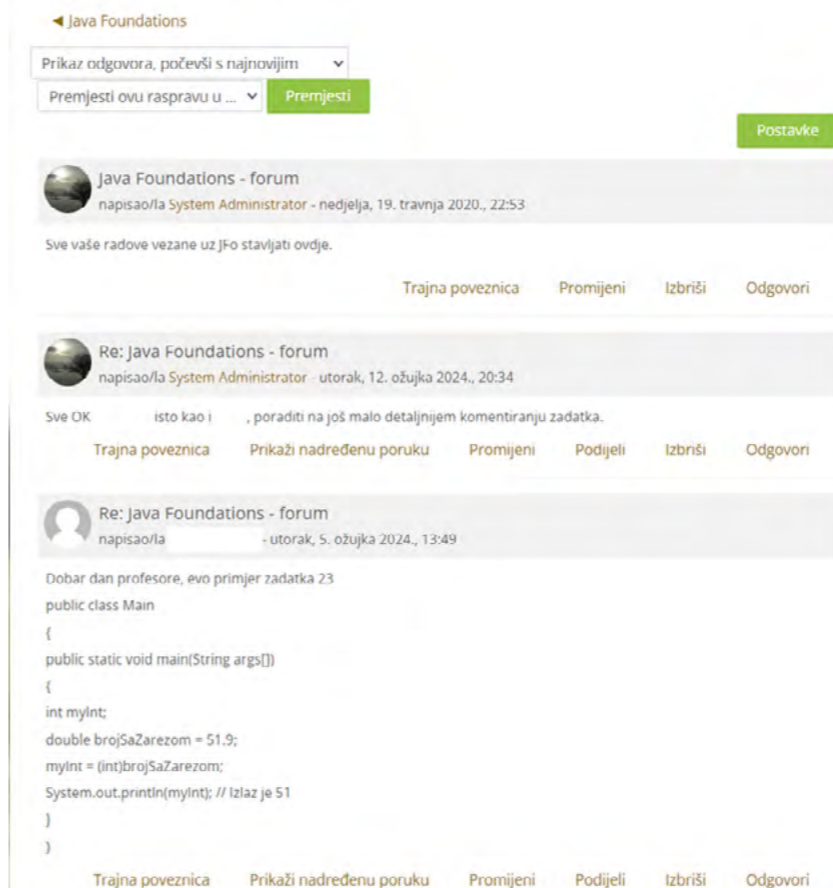 ◄ Java Foundations
Prikaz odgovora, počevši s najnovijim
Premjesti ovu raspravu u ... Premjesti
Postavke
Java Foundations - forum
napisao/la System Administrator - nedjelja, 19. travnja 2020., 22:53
Sve vaše radove vezane uz JFo stavljati ovdje.
Trajna poveznica Promijeni Izbriši Odgovori
Re: Java Foundations - forum
napisao/la System Administrator - utorak, 12. ožujka 2024., 20:34
Sve OK isto kao i , poraditi na još malo detaljnijem komentiranju zadatka.
Trajna poveznica Prikaži nadređenu poruku Promijeni Podijeli Izbriši Odgovori
Re: Java Foundations - forum
napisao/la - utorak, 5. ožujka 2024., 13:49
Dobar dan profesore, evo primjer zadatka 23
public class Main
{
public static void main(String args[])
{
int myInt;
double brojSaZarezom = 51.9;
myInt = (int)brojSaZarezom;
System.out.println(myInt); // Izlaz je 51
}
}
Trajna poveznica Prikaži nadređenu poruku Promijeni Podijeli Izbriši Odgovori